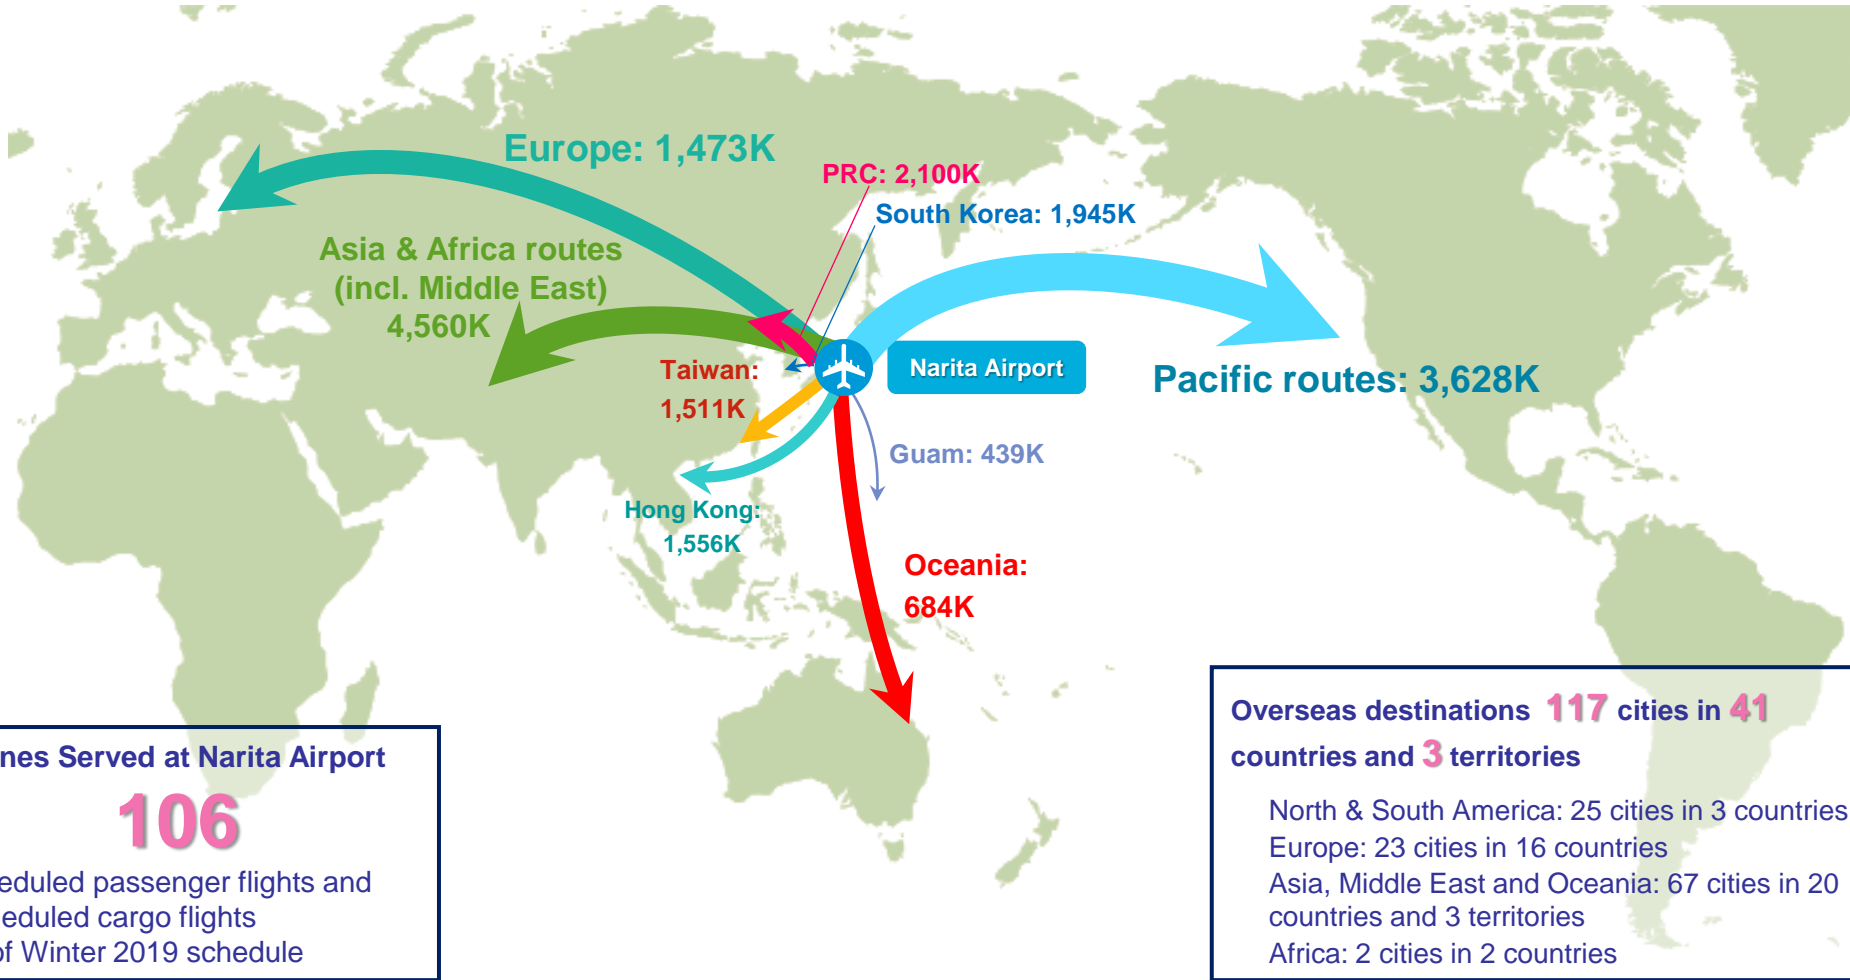 Europe: 1,473K
PRC: 2,100K
South Korea: 1,945K
Asia & Africa routes
(incl. Middle East)
4,560K
Taiwan:
1,511K
Narita Airport
Pacific routes: 3,628K
Guam: 439K
Hong Kong:
1,556K
Oceania:
684K
nes Served at Narita Airport
106
eduled passenger flights and
eduled cargo flights
of Winter 2019 schedule
Overseas destinations 117 cities in 41
countries and 3 territories
North & South America: 25 cities in 3 countries
Europe: 23 cities in 16 countries
Asia, Middle East and Oceania: 67 cities in 20
countries and 3 territories
Africa: 2 cities in 2 countries